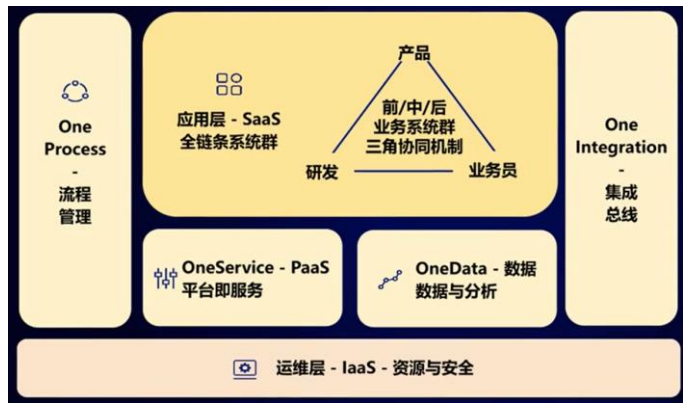 One
Process
-
流程
管理
应用层 - SaaS
全链条系统群
产品
前/中/后
业务系统群
三角协同机制
研发
业务员
One
Integration
-
集成
总线
OneService - PaaS
平台即服务
OneData - 数据
数据与分析
运维层 - IaaS - 资源与安全